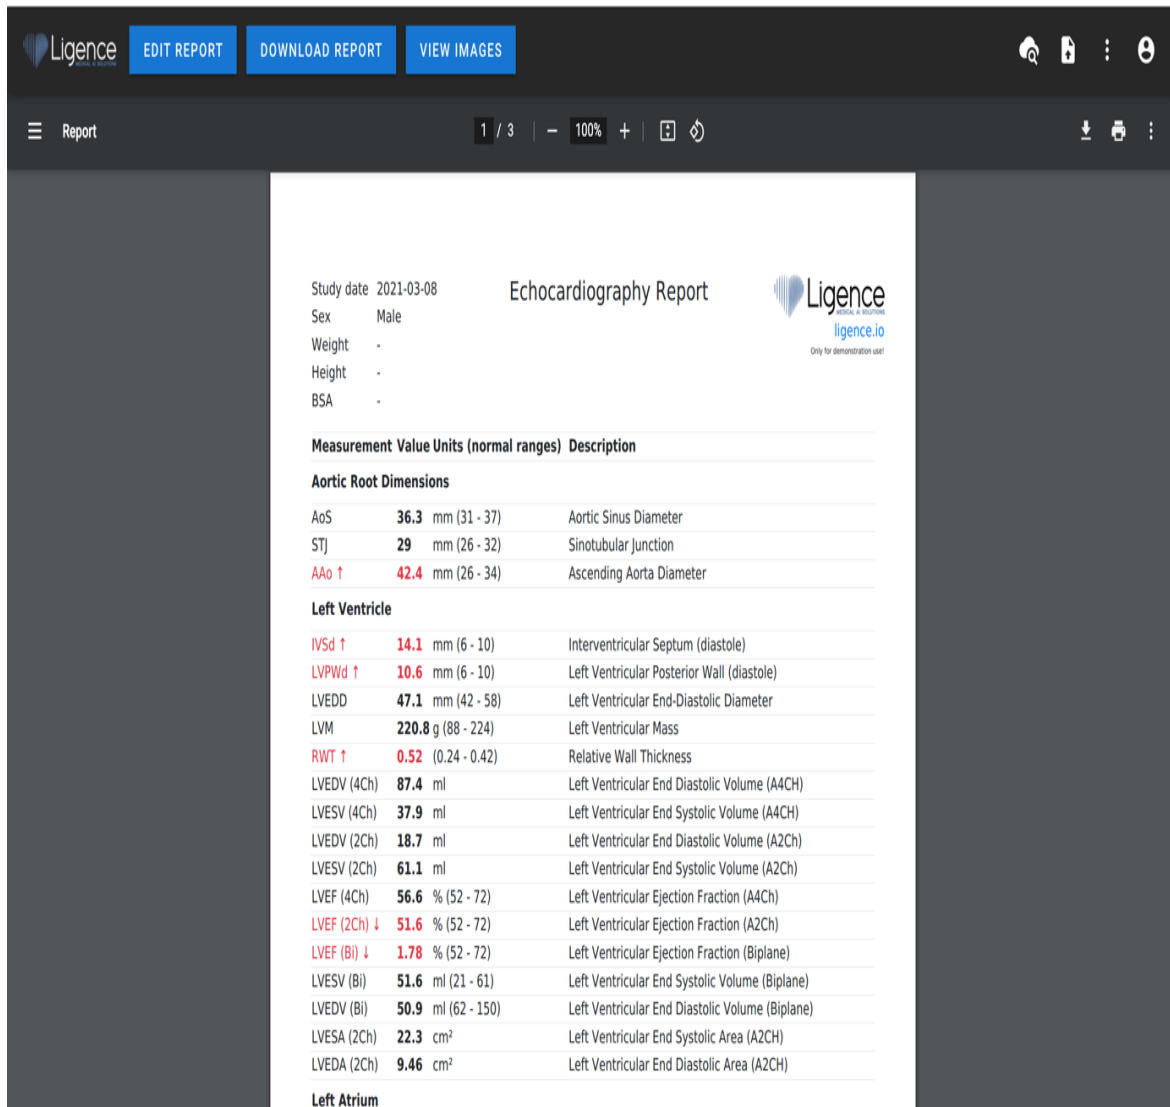 Ligence EDIT REPORT DOWNLOAD REPORT VIEW IMAGES
MEDICAL AI SOLUTIONS
Report 1 / 3 − 100% +
Study date 2021-03-08 Echocardiography Report Ligence
MEDICAL AI SOLUTIONS
Sex Male
ligence.io
Weight -
Only for demonstration use!
Height -
BSA -
Measurement Value Units (normal ranges) Description
Aortic Root Dimensions
AoS 36.3 mm (31 - 37) Aortic Sinus Diameter
STJ 29 mm (26 - 32) Sinotubular Junction
AAo ↑ 42.4 mm (26 - 34) Ascending Aorta Diameter
Left Ventricle
IVSd ↑ 14.1 mm (6 - 10) Interventricular Septum (diastole)
LVPWd ↑ 10.6 mm (6 - 10) Left Ventricular Posterior Wall (diastole)
LVEDD 47.1 mm (42 - 58) Left Ventricular End-Diastolic Diameter
LVM 220.8 g (88 - 224) Left Ventricular Mass
RWT ↑ 0.52 (0.24 - 0.42) Relative Wall Thickness
LVEDV (4Ch) 87.4 ml Left Ventricular End Diastolic Volume (A4CH)
LVESV (4Ch) 37.9 ml Left Ventricular End Systolic Volume (A4CH)
LVEDV (2Ch) 18.7 ml Left Ventricular End Diastolic Volume (A2Ch)
LVESV (2Ch) 61.1 ml Left Ventricular End Systolic Volume (A2Ch)
LVEF (4Ch) 56.6 % (52 - 72) Left Ventricular Ejection Fraction (A4Ch)
LVEF (2Ch) ↓ 51.6 % (52 - 72) Left Ventricular Ejection Fraction (A2Ch)
LVEF (Bi) ↓ 1.78 % (52 - 72) Left Ventricular Ejection Fraction (Biplane)
LVESV (Bi) 51.6 ml (21 - 61) Left Ventricular End Systolic Volume (Biplane)
LVEDV (Bi) 50.9 ml (62 - 150) Left Ventricular End Diastolic Volume (Biplane)
LVESA (2Ch) 22.3 cm² Left Ventricular End Systolic Area (A2CH)
LVEDA (2Ch) 9.46 cm² Left Ventricular End Diastolic Area (A2CH)
Left Atrium